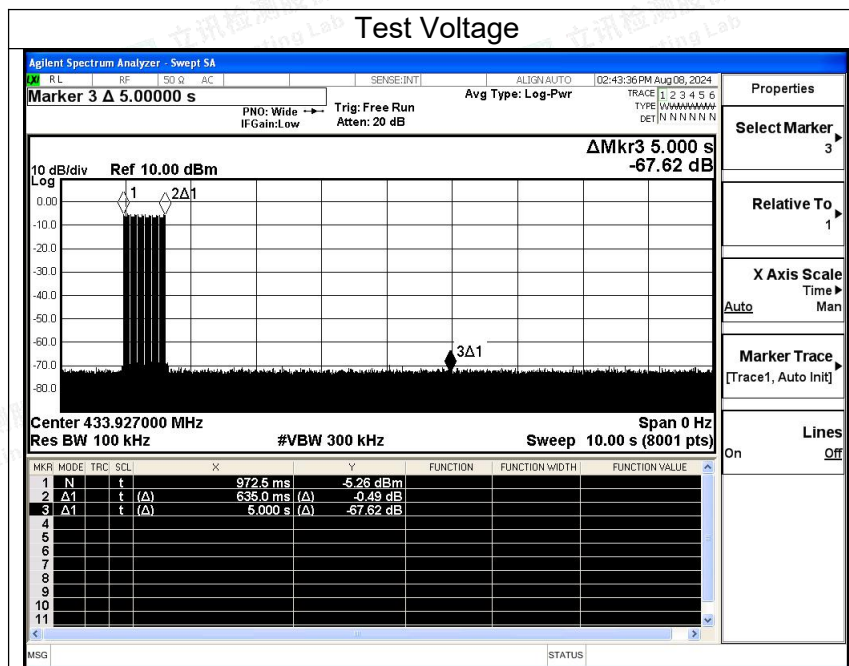 Test Voltage
Agilent Spectrum Analyzer - Swept SA
LXI RL RF 50 Ω AC SENSE:INT ALIGN AUTO 02:43:36 PM Aug 08, 2024
Marker 3 Δ 5.00000 s
PNO: Wide
IFGain:Low
Trig: Free Run
Atten: 20 dB
Avg Type: Log-Pwr
TRACE 1 2 3 4 5 6
TYPE WWWWWW
DET N N N N N N
ΔMkr3 5.000 s
-67.62 dB
10 dB/div Ref 10.00 dBm
Log
0.00
-10.0
-20.0
-30.0
-40.0
-50.0
-60.0
-70.0
-80.0
1
2Δ1
3Δ1
Center 433.927000 MHz Span 0 Hz
Res BW 100 kHz #VBW 300 kHz Sweep 10.00 s (8001 pts)
MKR MODE TRC SCL X Y FUNCTION FUNCTION WIDTH FUNCTION VALUE
1 N t 972.5 ms -5.26 dBm
2 Δ1 t (Δ) 635.0 ms (Δ) -0.49 dB
3 Δ1 t (Δ) 5.000 s (Δ) -67.62 dB
4
5
6
7
8
9
10
11
MSG STATUS
Properties
Select Marker
3
Relative To
1
X Axis Scale
Time
Auto Man
Marker Trace
[Trace1, Auto Init]
Lines
On Off